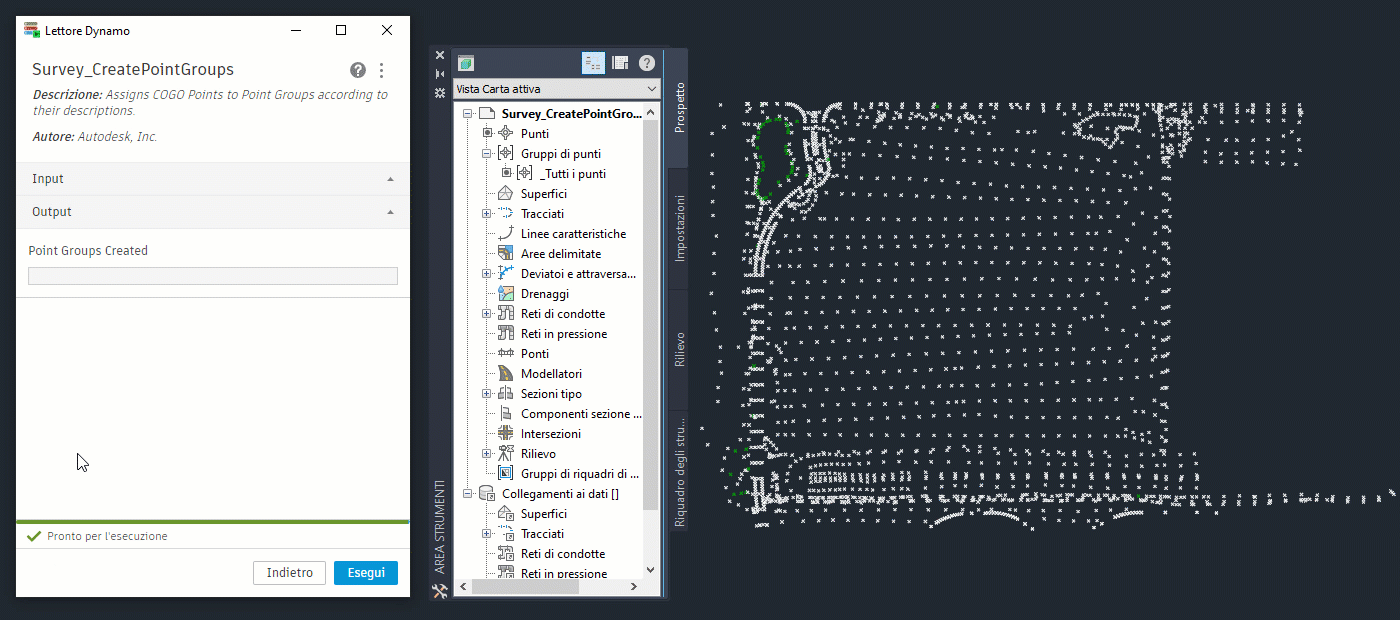 Lettore Dynamo
Survey_CreatePointGroups
Descrizione: Assigns COGO Points to Point Groups according to
their descriptions.
Autore: Autodesk, Inc.
Input
Output
Point Groups Created
Pronto per l'esecuzione
Indietro
Esegui
AREA STRUMENTI
Vista Carta attiva
Survey_CreatePointGro...
Punti
Gruppi di punti
_Tutti i punti
Superfici
Tracciati
Linee caratteristiche
Aree delimitate
Deviatoi e attraversa...
Drenaggi
Reti di condotte
Reti in pressione
Ponti
Modellatori
Sezioni tipo
Componenti sezione ...
Intersezioni
Rilievo
Gruppi di riquadri di ...
Collegamenti ai dati []
Superfici
Tracciati
Reti di condotte
Reti in pressione
Prospetto
Impostazioni
Rilievo
Riquadro degli stru...